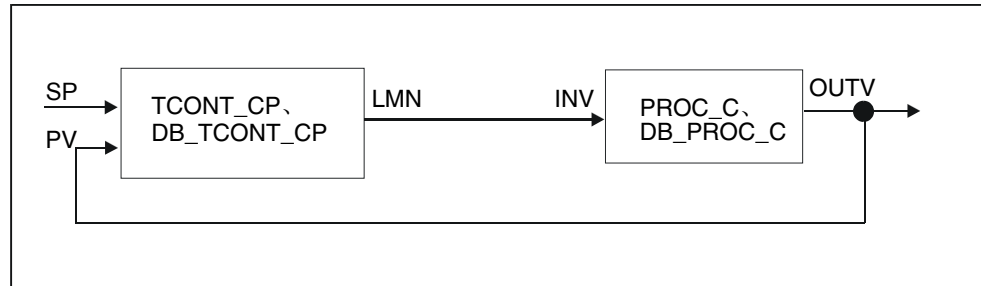 SP
PV
TCONT_CP、
DB_TCONT_CP
LMN
INV
PROC_C、
DB_PROC_C
OUTV